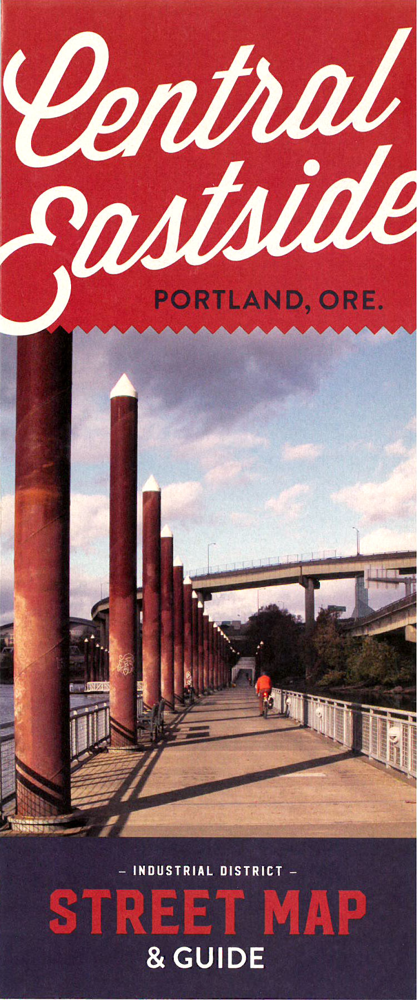 Central
Eastside
PORTLAND, ORE.
– INDUSTRIAL DISTRICT –
STREET MAP
& GUIDE